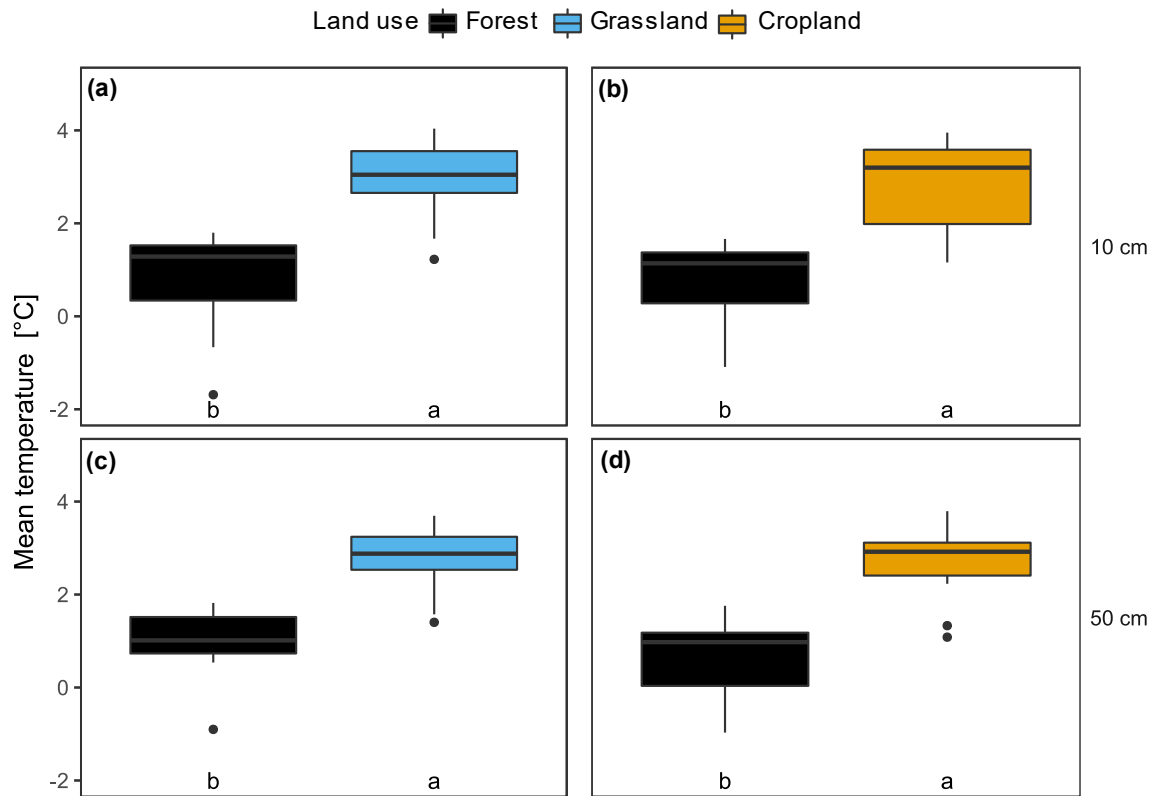 Land use Forest Grassland Cropland
(a) (b)
4
2
0
-2
b a b a
10 cm
Mean temperature [°C]
(c) (d)
4
2
0
-2
b a b a
50 cm